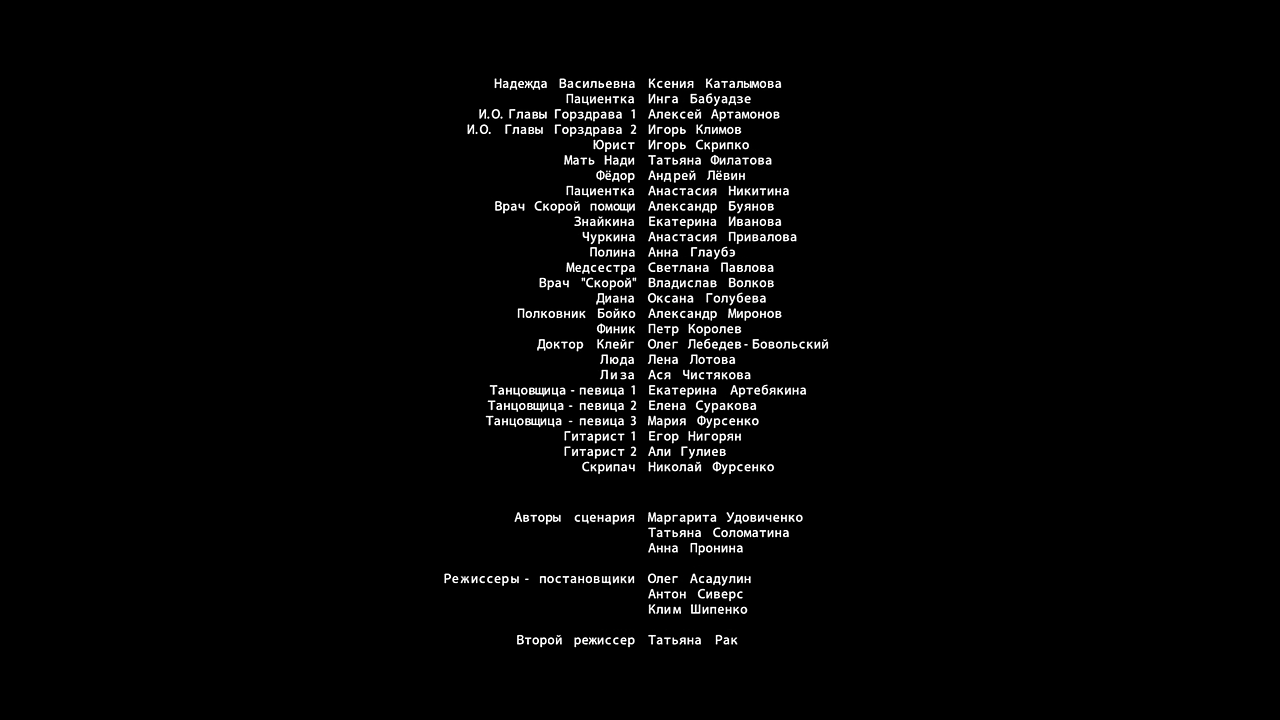 Надежда Васильевна Ксения Каталымова
Пациентка Инга Бабуадзе
И.О. Главы Горздрава 1 Алексей Артамонов
И.О. Главы Горздрава 2 Игорь Климов
Юрист Игорь Скрипко
Мать Нади Татьяна Филатова
Фёдор Андрей Лёвин
Пациентка Анастасия Никитина
Врач Скорой помощи Александр Буянов
Знайкина Екатерина Иванова
Чуркина Анастасия Привалова
Полина Анна Глаубэ
Медсестра Светлана Павлова
Врач "Скорой" Владислав Волков
Диана Оксана Голубева
Полковник Бойко Александр Миронов
Финик Петр Королев
Доктор Клейг Олег Лебедев-Бовольский
Люда Лена Лотова
Лиза Ася Чистякова
Танцовщица - певица 1 Екатерина Артебякина
Танцовщица - певица 2 Елена Суракова
Танцовщица - певица 3 Мария Фурсенко
Гитарист 1 Егор Нигорян
Гитарист 2 Али Гулиев
Скрипач Николай Фурсенко
Авторы сценария Маргарита Удовиченко
Татьяна Соломатина
Анна Пронина
Режиссеры - постановщики Олег Асадулин
Антон Сиверс
Клим Шипенко
Второй режиссер Татьяна Рак